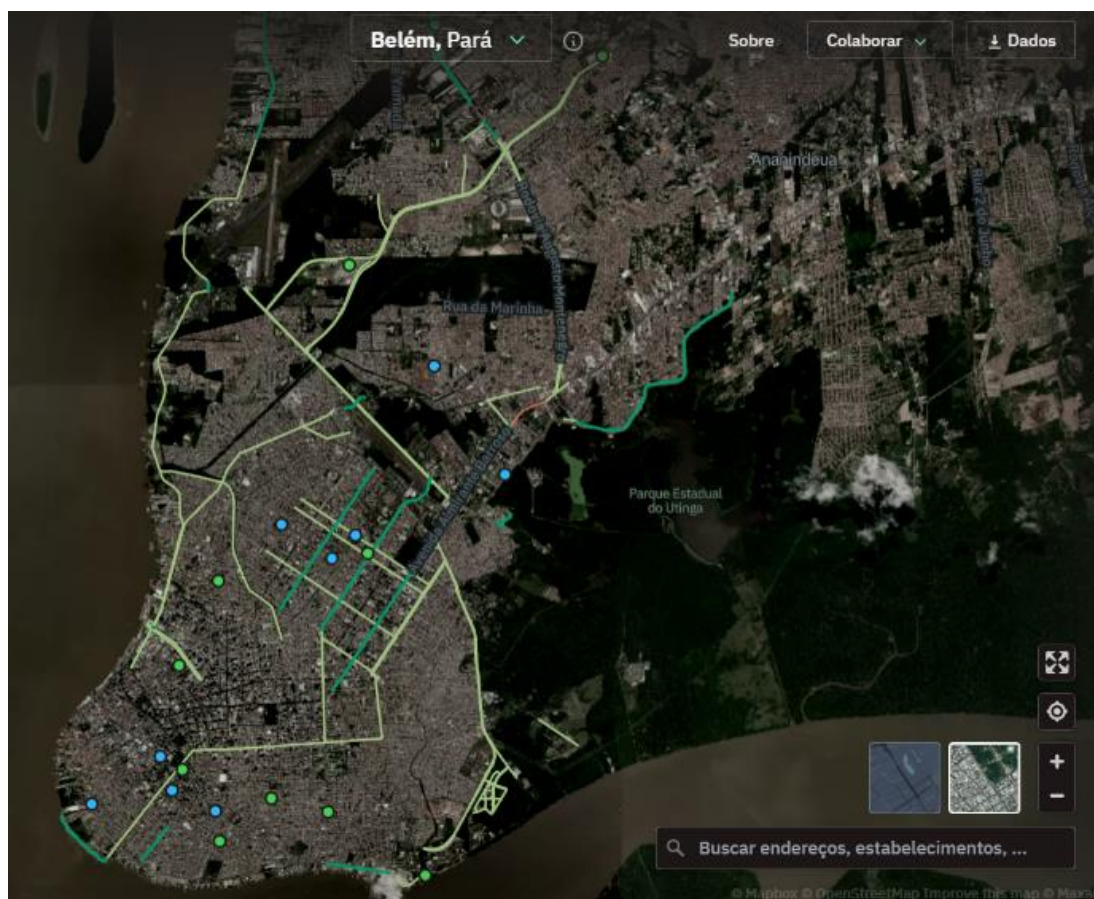 Belém, Pará
Sobre
Colaborar
Dados
Ananindeua
Rua da Marinha
Parque Estadual
do Utinga
Buscar endereços, estabelecimentos, ...
© Mapbox © OpenStreetMap Improve this map © Maxar